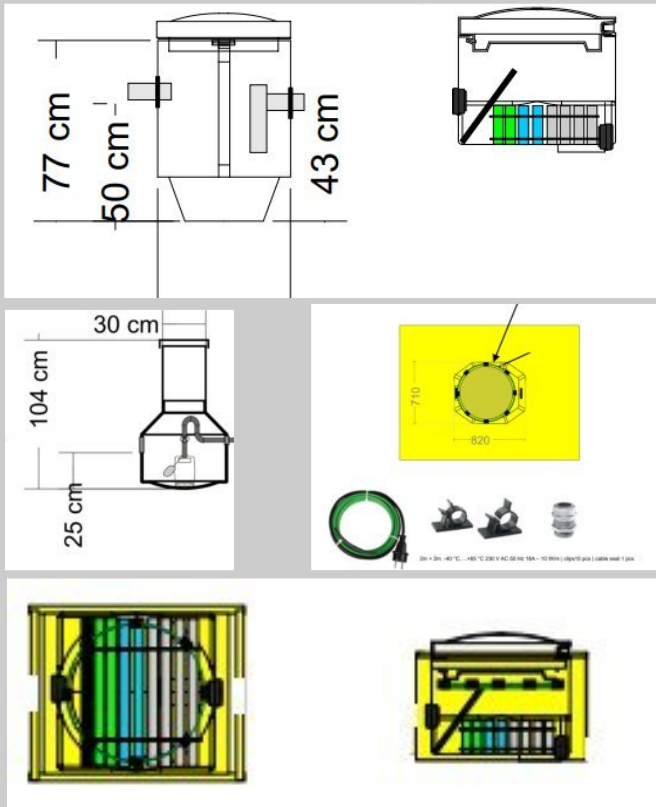 77 cm
50 cm
43 cm
30 cm
104 cm
25 cm
710
820
2m + 2m -40 °C....+65 °C 230 V AC 50 Hz 16A – 10 W/m | clips10 pcs | cable seal 1 pcs